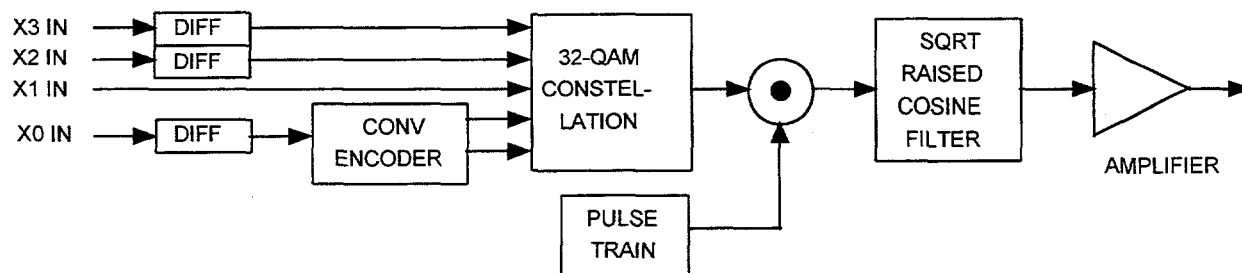 X3 IN
DIFF
X2 IN
DIFF
X1 IN
X0 IN
DIFF
CONV
ENCODER
32-QAM
CONSTEL-
LATION
PULSE
TRAIN
SQRT
RAISED
COSINE
FILTER
AMPLIFIER